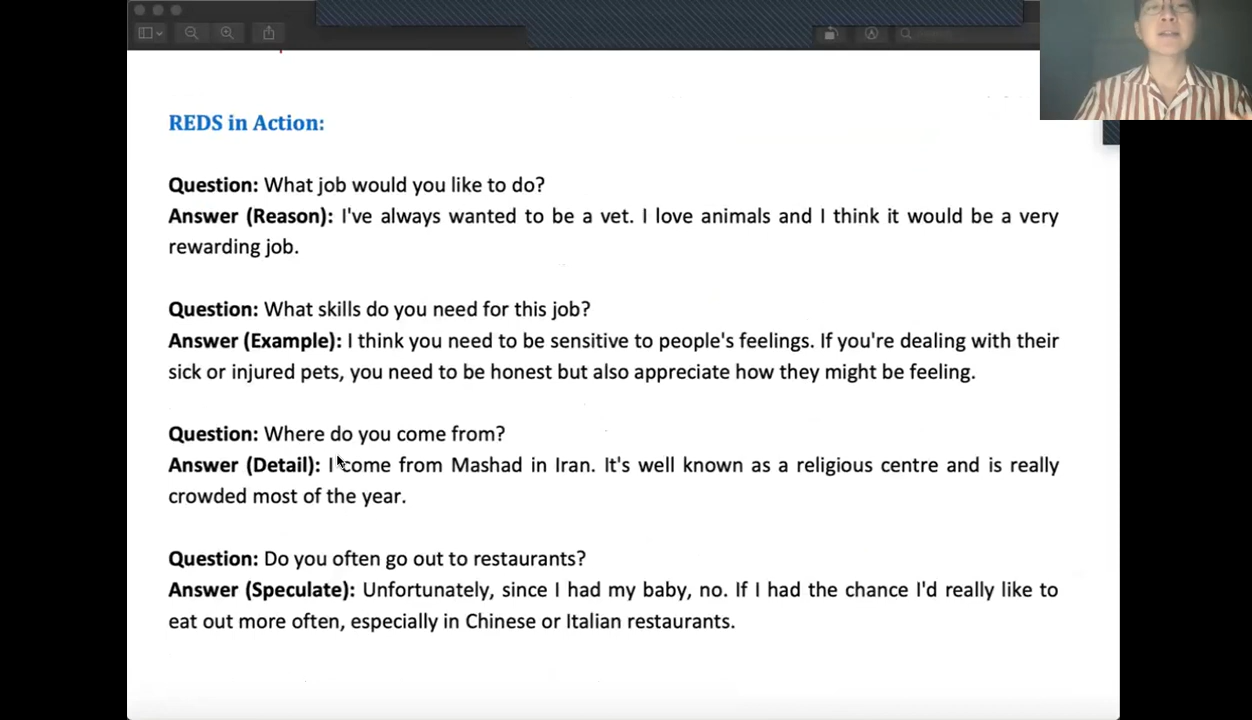 REDS in Action:
Question: What job would you like to do?
Answer (Reason): I've always wanted to be a vet. I love animals and I think it would be a very
rewarding job.
Question: What skills do you need for this job?
Answer (Example): I think you need to be sensitive to people's feelings. If you're dealing with their
sick or injured pets, you need to be honest but also appreciate how they might be feeling.
Question: Where do you come from?
Answer (Detail): I come from Mashad in Iran. It's well known as a religious centre and is really
crowded most of the year.
Question: Do you often go out to restaurants?
Answer (Speculate): Unfortunately, since I had my baby, no. If I had the chance I'd really like to
eat out more often, especially in Chinese or Italian restaurants.